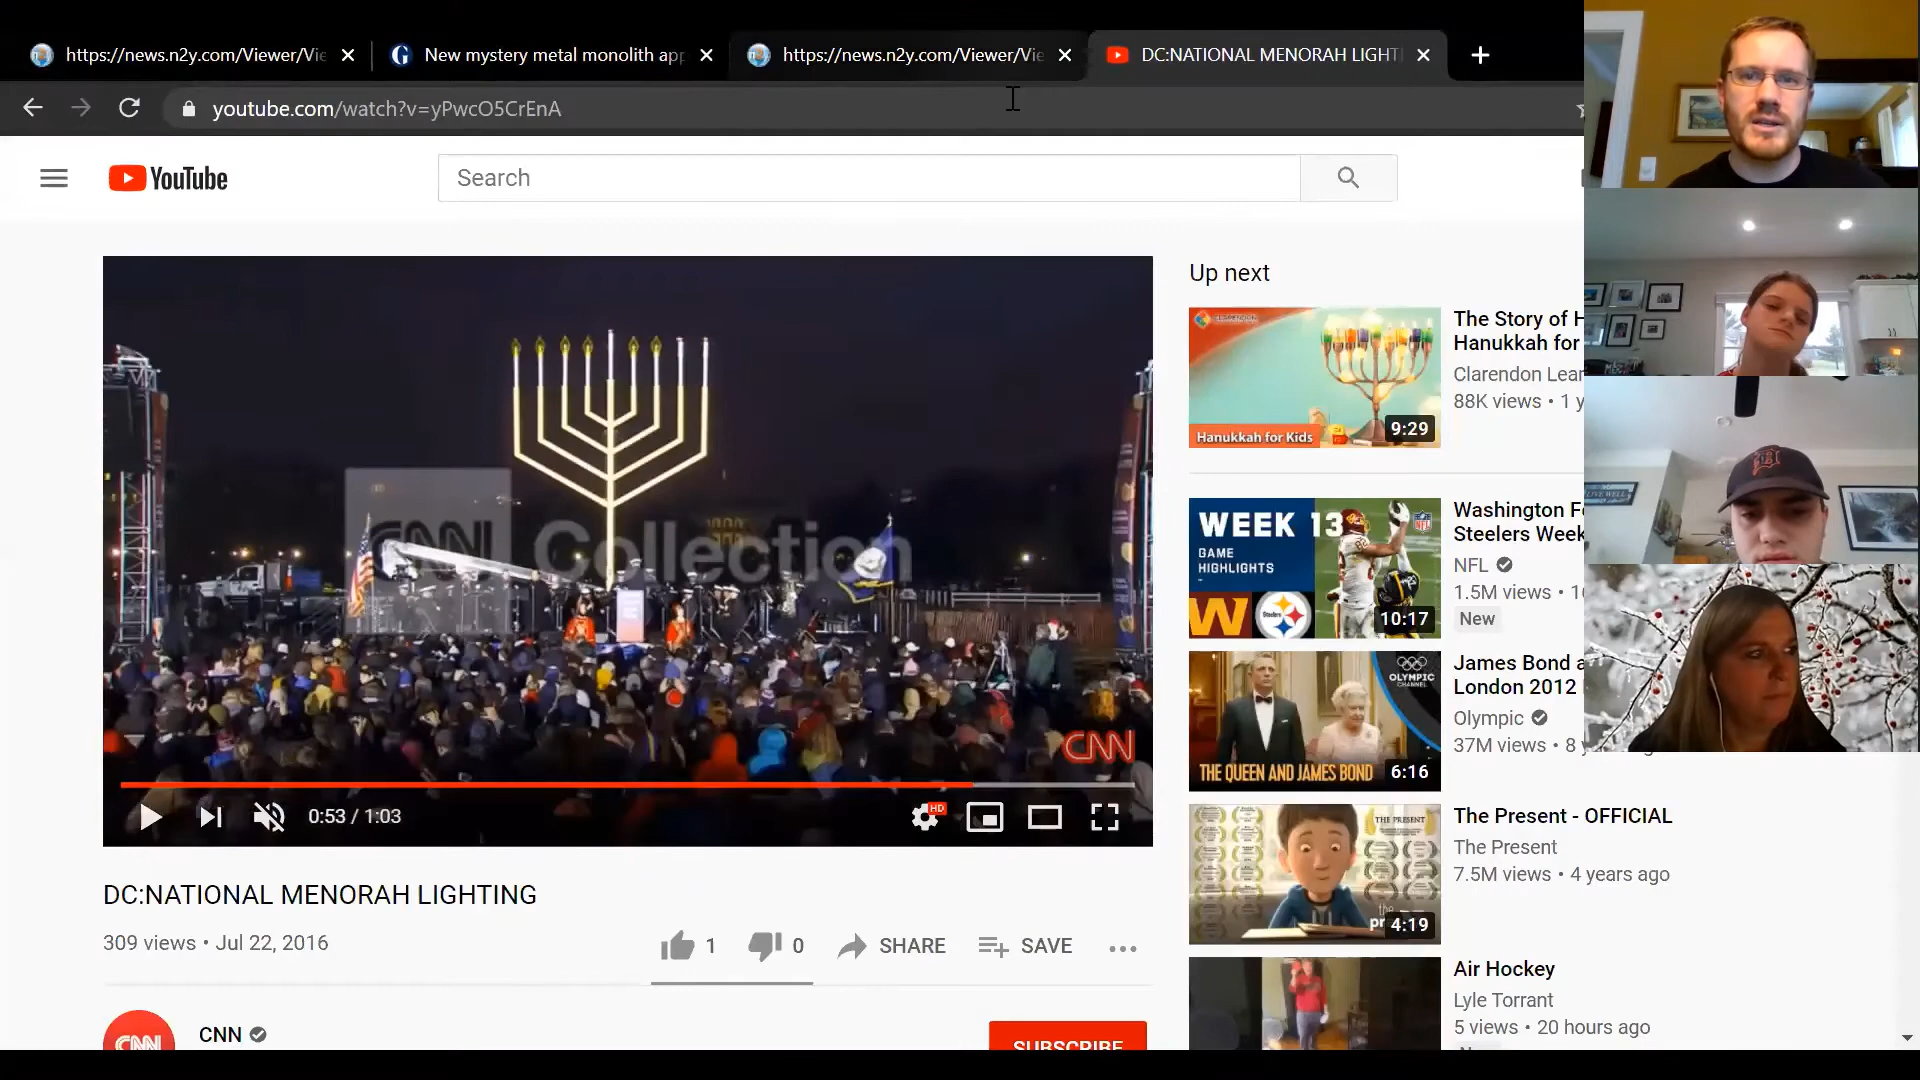 https://news.n2y.com/Viewer/Vie
New mystery metal monolith app
https://news.n2y.com/Viewer/Vie
DC:NATIONAL MENORAH LIGHTI
youtube.com/watch?v=yPwcO5CrEnA
YouTube
Search
CNN Collection
CNN
0:53 / 1:03
HD
DC:NATIONAL MENORAH LIGHTING
309 views • Jul 22, 2016
1
0
SHARE
SAVE
CNN
CNN
SUBSCRIBE
Up next
Hanukkah for Kids
9:29
The Story of H
Hanukkah for
Clarendon Lear
88K views • 1 y
WEEK 13
GAME
HIGHLIGHTS
Steelers
10:17
Washington F
Steelers Week
NFL
1.5M views • 1
New
OLYMPIC
CHANNEL
THE QUEEN AND JAMES BOND
6:16
James Bond a
London 2012
Olympic
37M views • 8 y
THE PRESENT
the
pr
4:19
The Present - OFFICIAL
The Present
7.5M views • 4 years ago
Air Hockey
Lyle Torrant
5 views • 20 hours ago
LIVE WELL